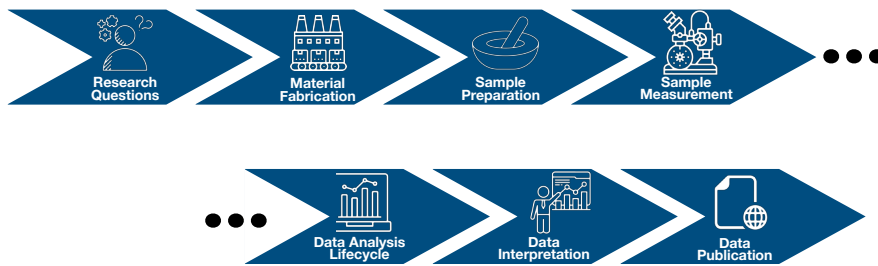 Research
Questions
Material
Fabrication
Sample
Preparation
Sample
Measurement
Data Analysis
Lifecycle
Data
Interpretation
Data
Publication